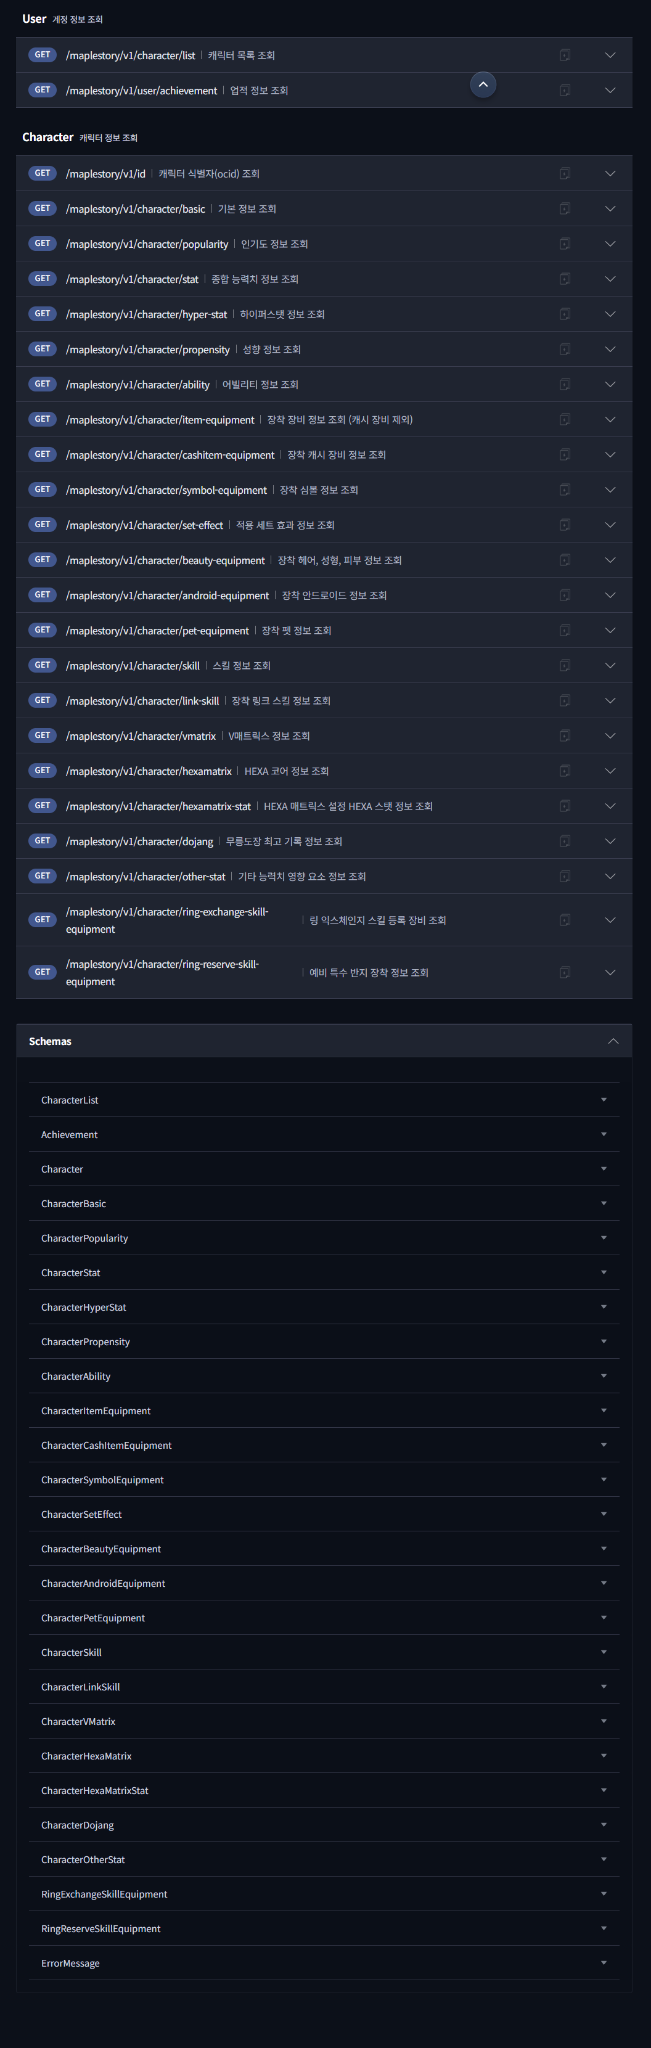 User 계정 정보 조회
GET /maplestory/v1/character/list | 캐릭터 목록 조회
GET /maplestory/v1/user/achievement | 업적 정보 조회
Character 캐릭터 정보 조회
GET /maplestory/v1/id | 캐릭터 식별자(ocid) 조회
GET /maplestory/v1/character/basic | 기본 정보 조회
GET /maplestory/v1/character/popularity | 인기도 정보 조회
GET /maplestory/v1/character/stat | 종합 능력치 정보 조회
GET /maplestory/v1/character/hyper-stat | 하이퍼스탯 정보 조회
GET /maplestory/v1/character/propensity | 성향 정보 조회
GET /maplestory/v1/character/ability | 어빌리티 정보 조회
GET /maplestory/v1/character/item-equipment | 장착 장비 정보 조회 (캐시 장비 제외)
GET /maplestory/v1/character/cashitem-equipment | 장착 캐시 장비 정보 조회
GET /maplestory/v1/character/symbol-equipment | 장착 심볼 정보 조회
GET /maplestory/v1/character/set-effect | 적용 세트 효과 정보 조회
GET /maplestory/v1/character/beauty-equipment | 장착 헤어, 성형, 피부 정보 조회
GET /maplestory/v1/character/android-equipment | 장착 안드로이드 정보 조회
GET /maplestory/v1/character/pet-equipment | 장착 펫 정보 조회
GET /maplestory/v1/character/skill | 스킬 정보 조회
GET /maplestory/v1/character/link-skill | 장착 링크 스킬 정보 조회
GET /maplestory/v1/character/vmatrix | V매트릭스 정보 조회
GET /maplestory/v1/character/hexamatrix | HEXA 코어 정보 조회
GET /maplestory/v1/character/hexamatrix-stat | HEXA 매트릭스 설정 HEXA 스탯 정보 조회
GET /maplestory/v1/character/dojang | 무릉도장 최고 기록 정보 조회
GET /maplestory/v1/character/other-stat | 기타 능력치 영향 요소 정보 조회
GET /maplestory/v1/character/ring-exchange-skill-
equipment | 링 익스체인지 스킬 등록 장비 조회
GET /maplestory/v1/character/ring-reserve-skill-
equipment | 예비 특수 반지 장착 정보 조회
Schemas
CharacterList
Achievement
Character
CharacterBasic
CharacterPopularity
CharacterStat
CharacterHyperStat
CharacterPropensity
CharacterAbility
CharacterItemEquipment
CharacterCashItemEquipment
CharacterSymbolEquipment
CharacterSetEffect
CharacterBeautyEquipment
CharacterAndroidEquipment
CharacterPetEquipment
CharacterSkill
CharacterLinkSkill
CharacterVMatrix
CharacterHexaMatrix
CharacterHexaMatrixStat
CharacterDojang
CharacterOtherStat
RingExchangeSkillEquipment
RingReserveSkillEquipment
ErrorMessage